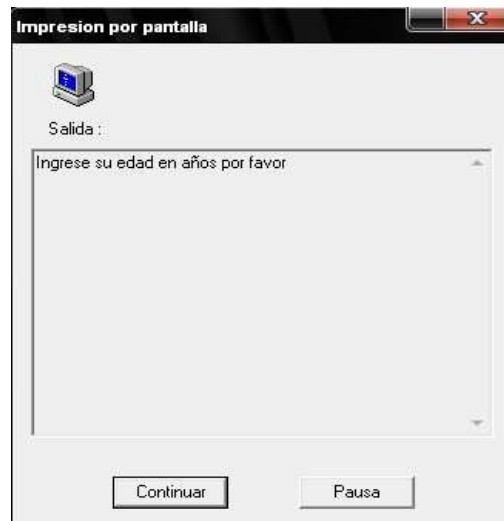 Impresion por pantalla
Salida :
Ingrese su edad en años por favor
Continuar
Pausa